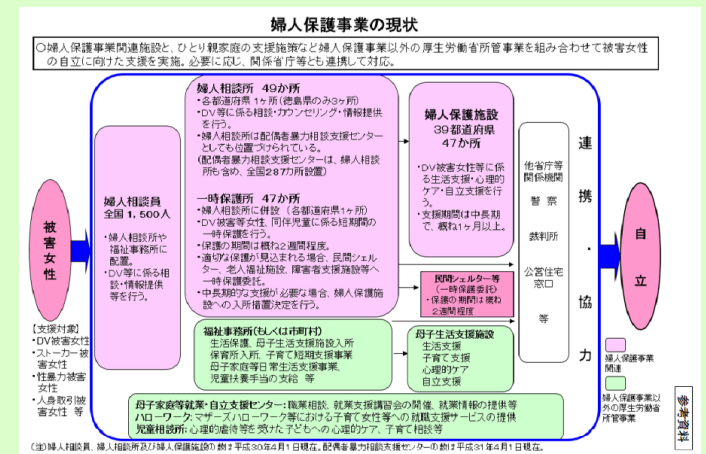 婦人保護事業の現状
○婦人保護事業関連施設と、ひとり親家庭の支援施策など婦人保護事業以外の厚生労働省所管事業を組み合わせて被害女性
の自立に向けた支援を実施。必要に応じ、関係省庁等とも連携して対応。
被害女性
【支援対象】
・DV被害女性
・ストーカー被
害女性
・性暴力被害
女性
・人身取引被
害女性 等
婦人相談員
全国1,500人
・婦人相談所や
福祉事務所に
配置。
・DV等に係る相
談・情報提供
等を行う。
婦人相談所 49か所
・各都道府県1ヶ所(徳島県のみ3ヶ所)
・DV等に係る相談・カウンセリング・情報提供
を行う。
・婦人相談所は配偶者暴力相談支援センター
としても位置づけられている。
(配偶者暴力相談支援センターは、婦人相談
所も含め、全国287カ所設置)
一時保護所 47か所
・婦人相談所に併設(各都道府県1ヶ所)
・DV被害等女性、同伴児童に係る短期間の
一時保護を行う。
・保護の期間は概ね2週間程度。
・適切な保護が見込まれる場合、民間シェル
ター、老人福祉施設、障害者支援施設等へ
一時保護委託。
・中長期的な支援が必要な場合、婦人保護施
設への入所措置決定を行う。
福祉事務所(もしくは市町村)
生活保護、母子生活支援施設入所
保育所入所、子育て短期支援事業
母子家庭等日常生活支援事業、
児童扶養手当の支給 等
婦人保護施設
39都道府県
47か所
・DV被害女性等に係
る生活支援・心理的
ケア・自立支援を行
う。
・支援期間は中長期
で、概ね1ヶ月以上。
民間シェルター等
(一時保護委託)
・保護の期間は概ね
2週間程度
母子生活支援施設
生活支援
子育て支援
心理的ケア
自立支援
母子家庭等就業・自立支援センター:職業相談、就業支援講習会の開催、就業情報の提供等
ハローワーク:マザーズハローワーク等における子育て女性等への就職支援サービスの提供
児童相談所:心理的虐待等を受けた子どもへの心理的ケア、子育て相談等
他省庁等
関係機関
警 察
裁判所
公営住宅
窓口
等
連携・協力
自立
婦人保護事業
関連
婦人保護事業以
外の厚生労働省
所管事業
参考資料
(注)婦人相談員、婦人相談所及び婦人保護施設の数は平成30年4月1日現在。配偶者暴力相談支援センターの数は平成31年4月1日現在。